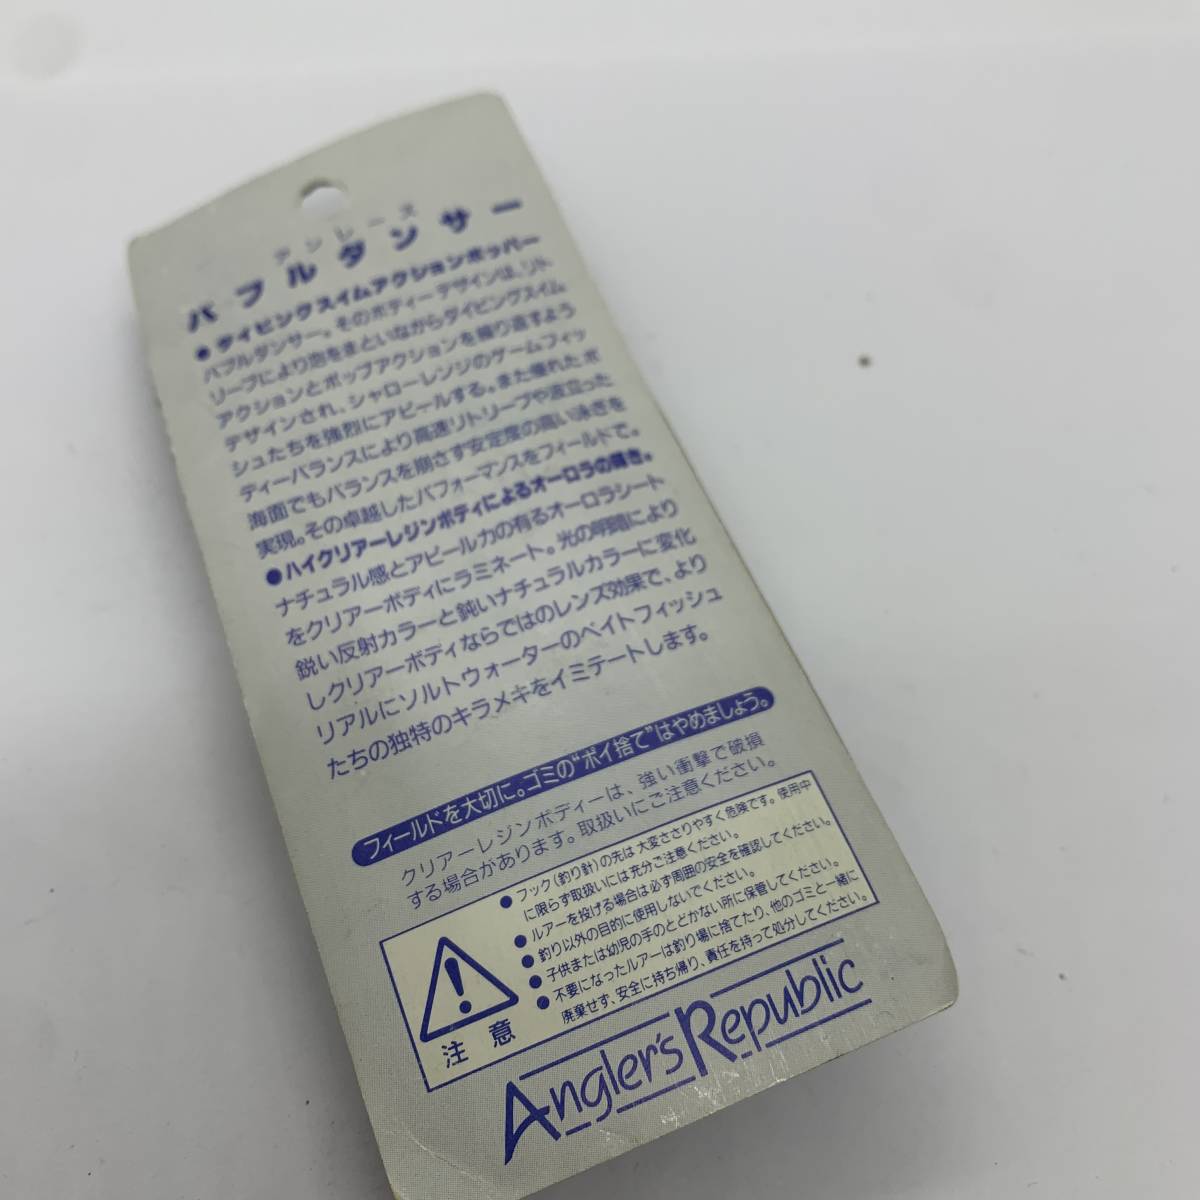 テンレーズ
バブルダンサー
●ダイビングスイムアクションポッパー
バブルダンサー。そのボディーデザインは、リト
リーブにより泡をまといながらダイビングスイム
アクションとポップアクションを繰り返すよう
デザインされ、シャローレンジのゲームフィッ
シュたちを強烈にアピールする。また優れたボ
ディーバランスにより高速リトリーブや波立った
海面でもバランスを崩さず安定度の高い泳ぎを
実現。その卓越したパフォーマンスをフィールドで。
●ハイクリアーレジンボディによるオーロラの輝き。
ナチュラル感とアピール力の有るオーロラシート
をクリアーボディにラミネート。光の明暗により
鋭い反射カラーと鈍いナチュラルカラーに変化
しクリアーボディならではのレンズ効果で、より
リアルにソルトウォーターのベイトフィッシュ
たちの独特のキラメキをイミテートします。
フィールドを大切に。ゴミの“ポイ捨て”はやめましょう。
クリアーレジンボディーは、強い衝撃で破損
する場合があります。取扱いにご注意ください。
注意
●フック(釣り針)の先は大変ささりやすく危険です。使用中
に限らず取扱いには充分ご注意ください。
●ルアーを投げる場合は必ず周囲の安全を確認してください。
●釣り以外の目的に使用しないでください。
●子供または幼児の手のとどかない所に保管してください。
●不要になったルアーは釣り場に捨てたり、他のゴミと一緒に
廃棄せず、安全に持ち帰り、責任を持って処分してください。
Angler's Republic